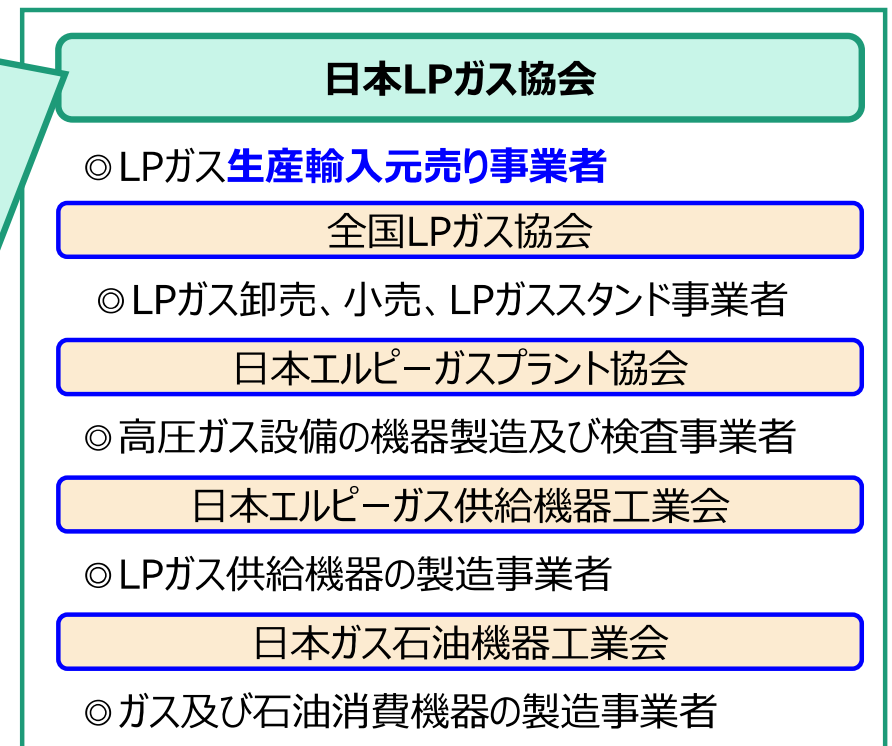 日本LPガス協会
◎LPガス生産輸入元売り事業者
全国LPガス協会
◎LPガス卸売、小売、LPガススタンド事業者
日本エルピーガスプラント協会
◎高圧ガス設備の機器製造及び検査事業者
日本エルピーガス供給機器工業会
◎LPガス供給機器の製造事業者
日本ガス石油機器工業会
◎ガス及び石油消費機器の製造事業者